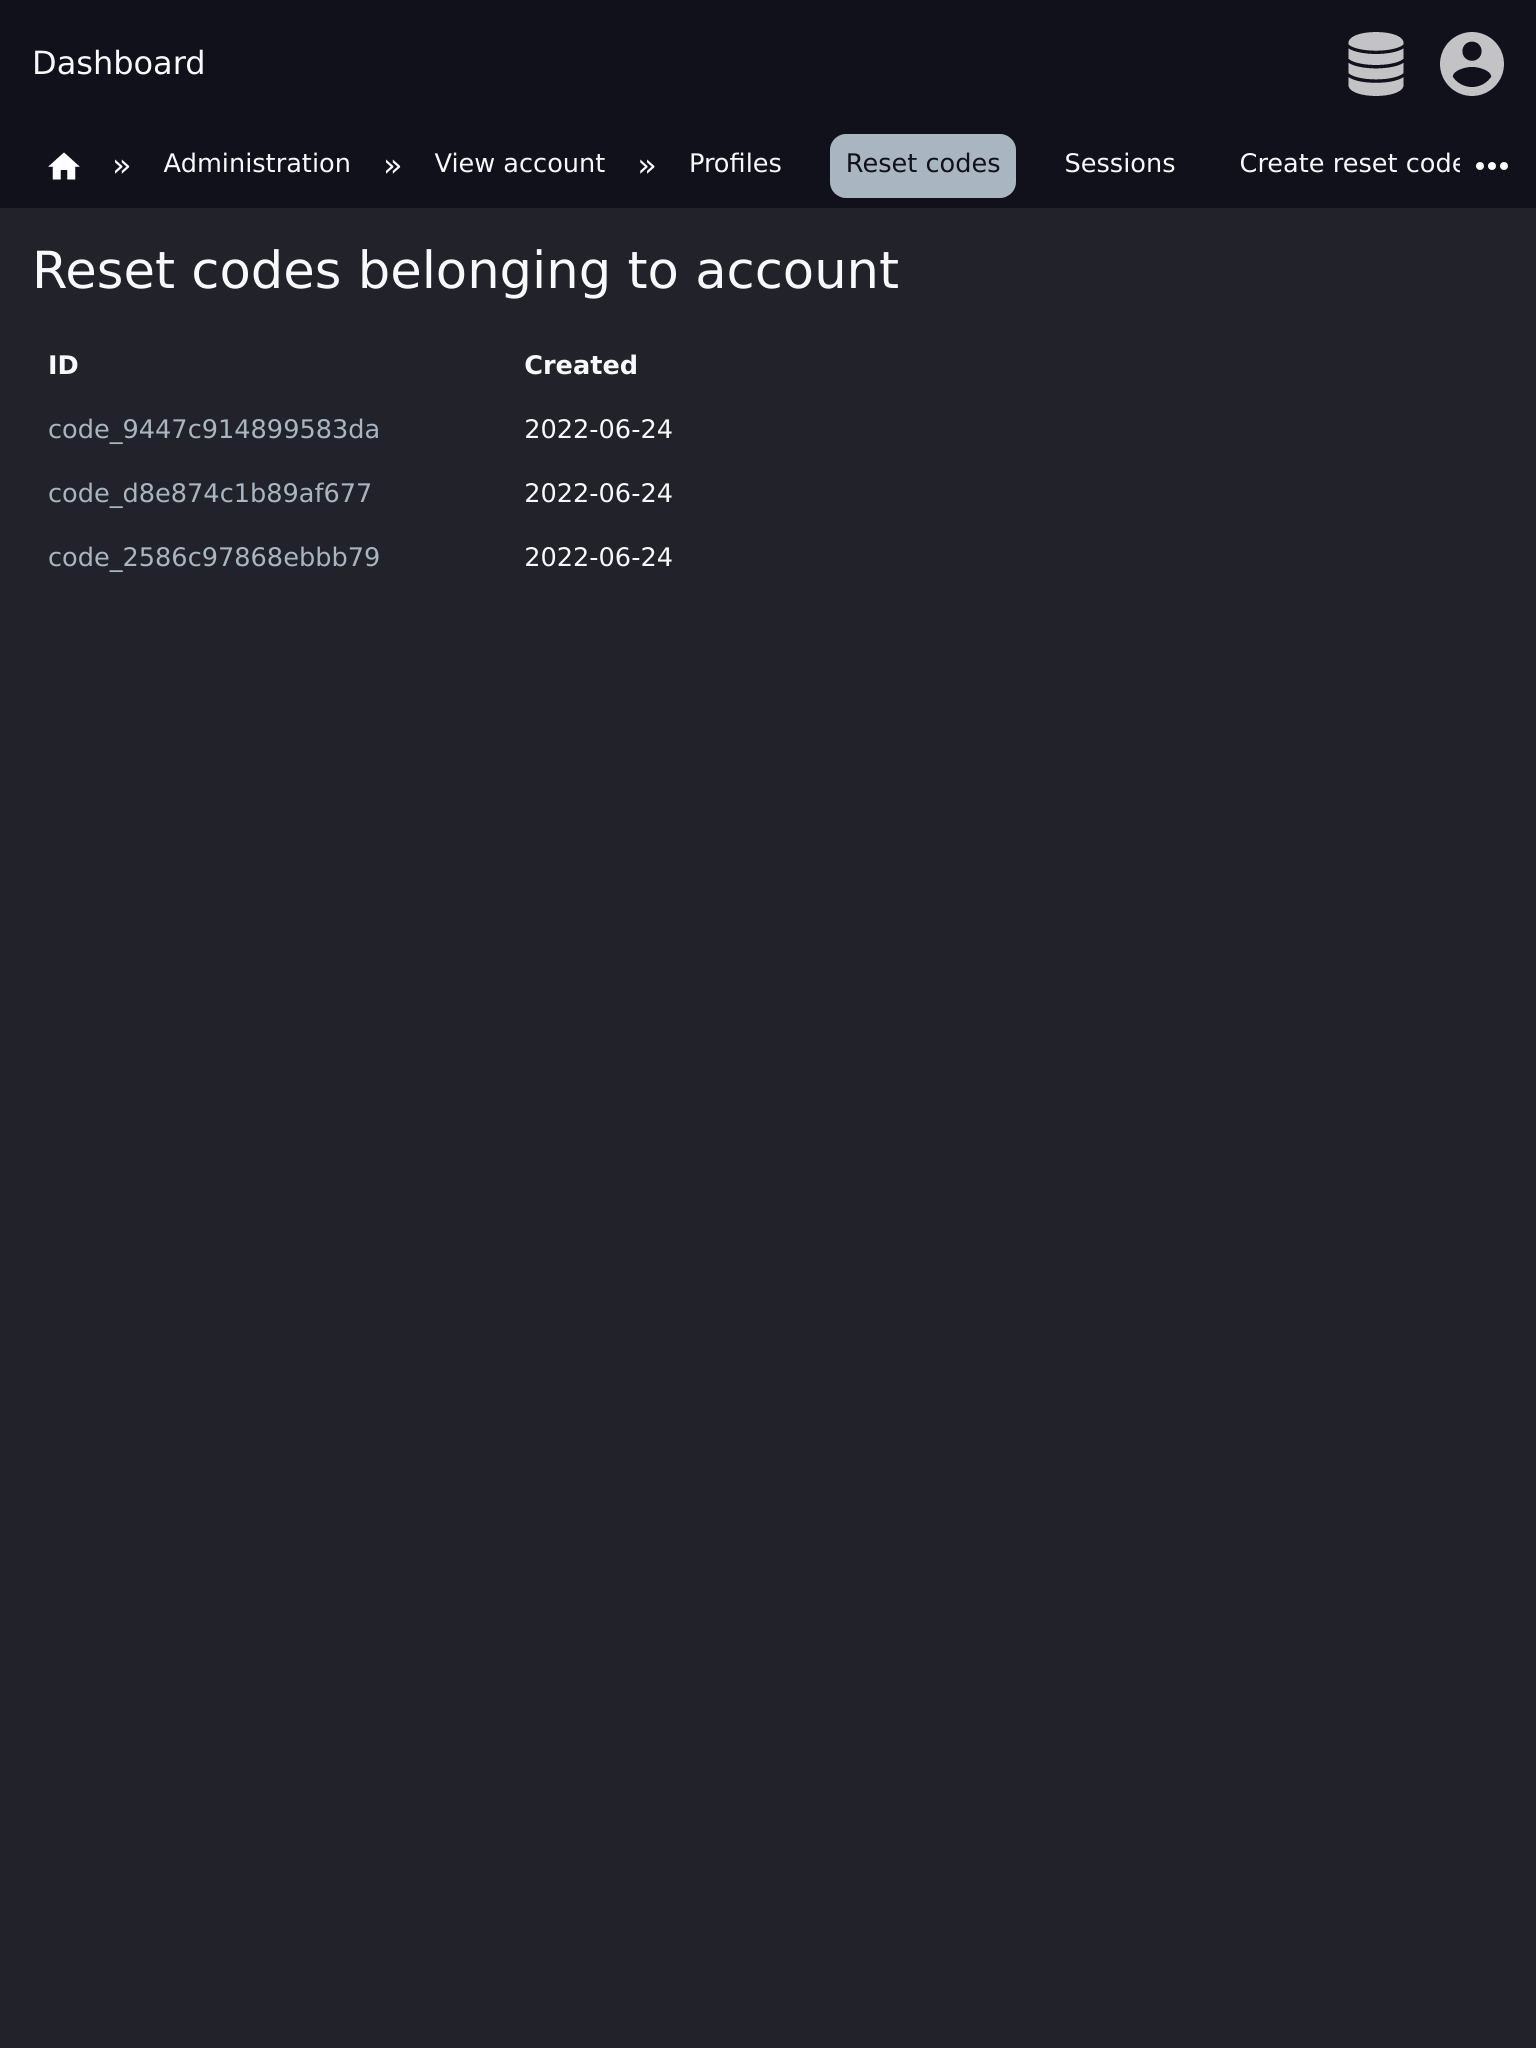 Dashboard
» Administration » View account » Profiles Reset codes Sessions Create reset code
Reset codes belonging to account
ID Created
code_9447c914899583da 2022-06-24
code_d8e874c1b89af677 2022-06-24
code_2586c97868ebbb79 2022-06-24